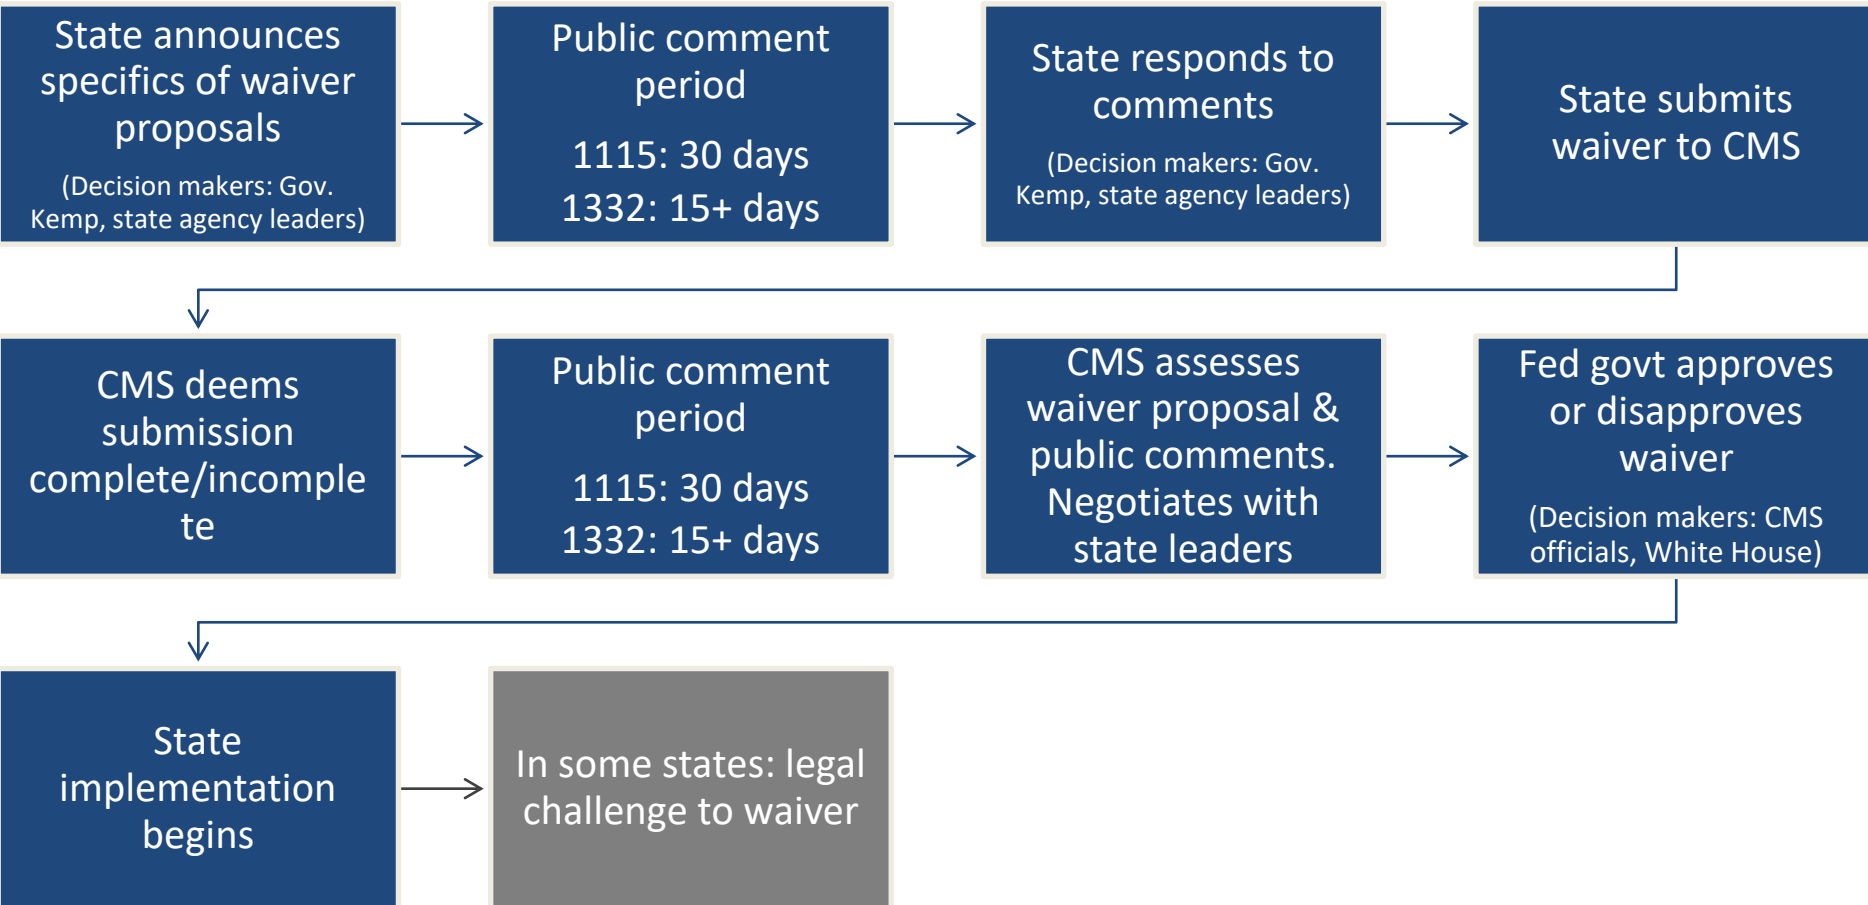 State announces
specifics of waiver
proposals
(Decision makers: Gov.
Kemp, state agency leaders)
Public comment
period
1115: 30 days
1332: 15+ days
State responds to
comments
(Decision makers: Gov.
Kemp, state agency leaders)
State submits
waiver to CMS
CMS deems
submission
complete/incomple
te
Public comment
period
1115: 30 days
1332: 15+ days
CMS assesses
waiver proposal &
public comments.
Negotiates with
state leaders
Fed govt approves
or disapproves
waiver
(Decision makers: CMS
officials, White House)
State
implementation
begins
In some states: legal
challenge to waiver